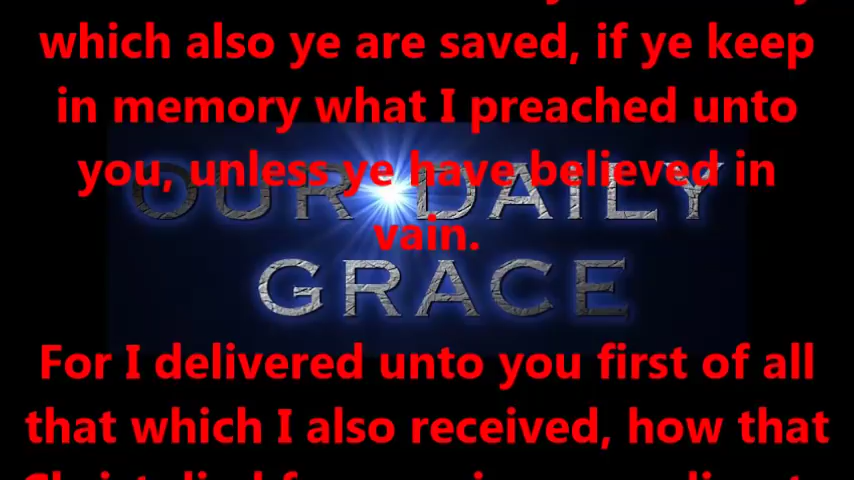 which also ye are saved, if ye keep
in memory what I preached unto
you, unless ye have believed in
vain.
OUR DAILY
GRACE
For I delivered unto you first of all
that which I also received, how that